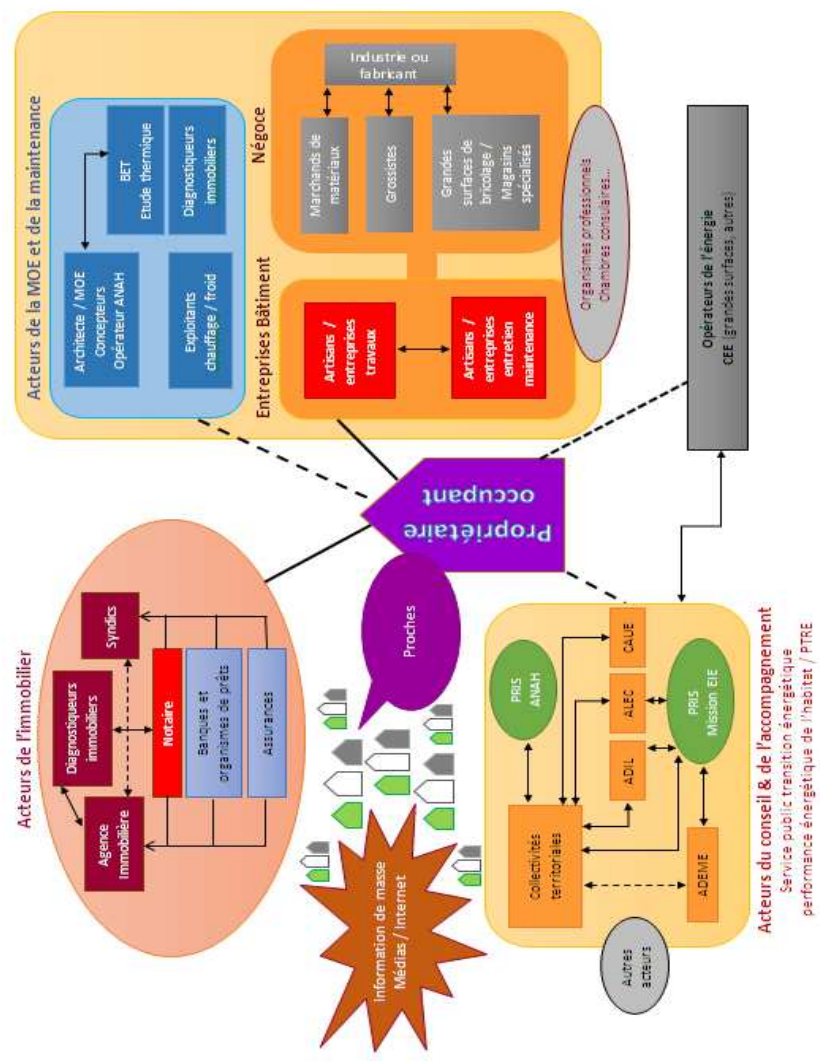 Acteurs de l'immobilier
Diagnostiqueurs
immobiliers
Agence
Immobilière
Syndics
Notaire
Banques et
organismes de prêts
Assurances
Acteurs de la MOE et de la maintenance
Architecte / MOE
Concepteurs
Opérateur ANAH
BET
Etude thermique
Exploitants
chauffage / froid
Diagnostiqueurs
immobiliers
Entreprises Bâtiment
Négoce
Artisans /
entreprises
travaux
Artisans /
entreprises
entretien
maintenance
Marchands de
matériaux
Grossistes
Grandes
surfaces de
bricolage /
Magasins
spécialisés
Industrie ou
fabricant
Organismes professionnels
Chambres consulaires...
Information de masse
Médias / Internet
Proches
Propriétaire
occupant
Collectivités
territoriales
PRIS
ANAH
ADIL
ALEC
CAUE
ADEME
PRIS
Mission EIE
Autres
acteurs
Acteurs du conseil & de l'accompagnement
Service public transition énergétique
performance énergétique de l'habitat / PTRE
Opérateurs de l'énergie
CEE (grandes surfaces, autres)